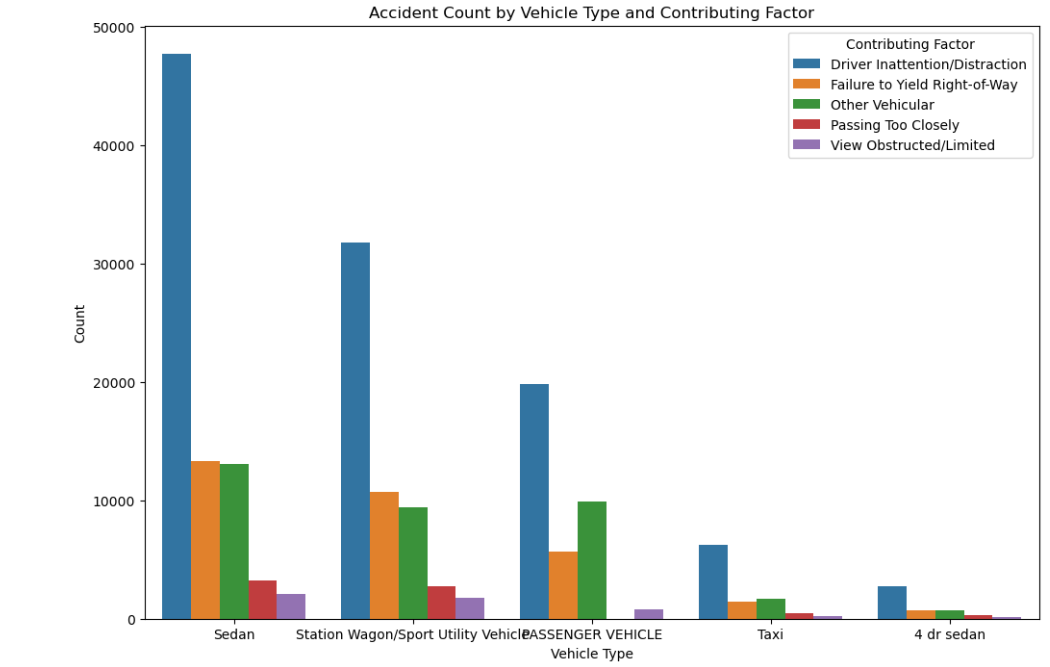 Accident Count by Vehicle Type and Contributing Factor
Contributing Factor
Driver Inattention/Distraction
Failure to Yield Right-of-Way
Other Vehicular
Passing Too Closely
View Obstructed/Limited
50000
40000
30000
20000
10000
0
Count
Sedan
Station Wagon/Sport Utility Vehicle
PASSENGER VEHICLE
Taxi
4 dr sedan
Vehicle Type